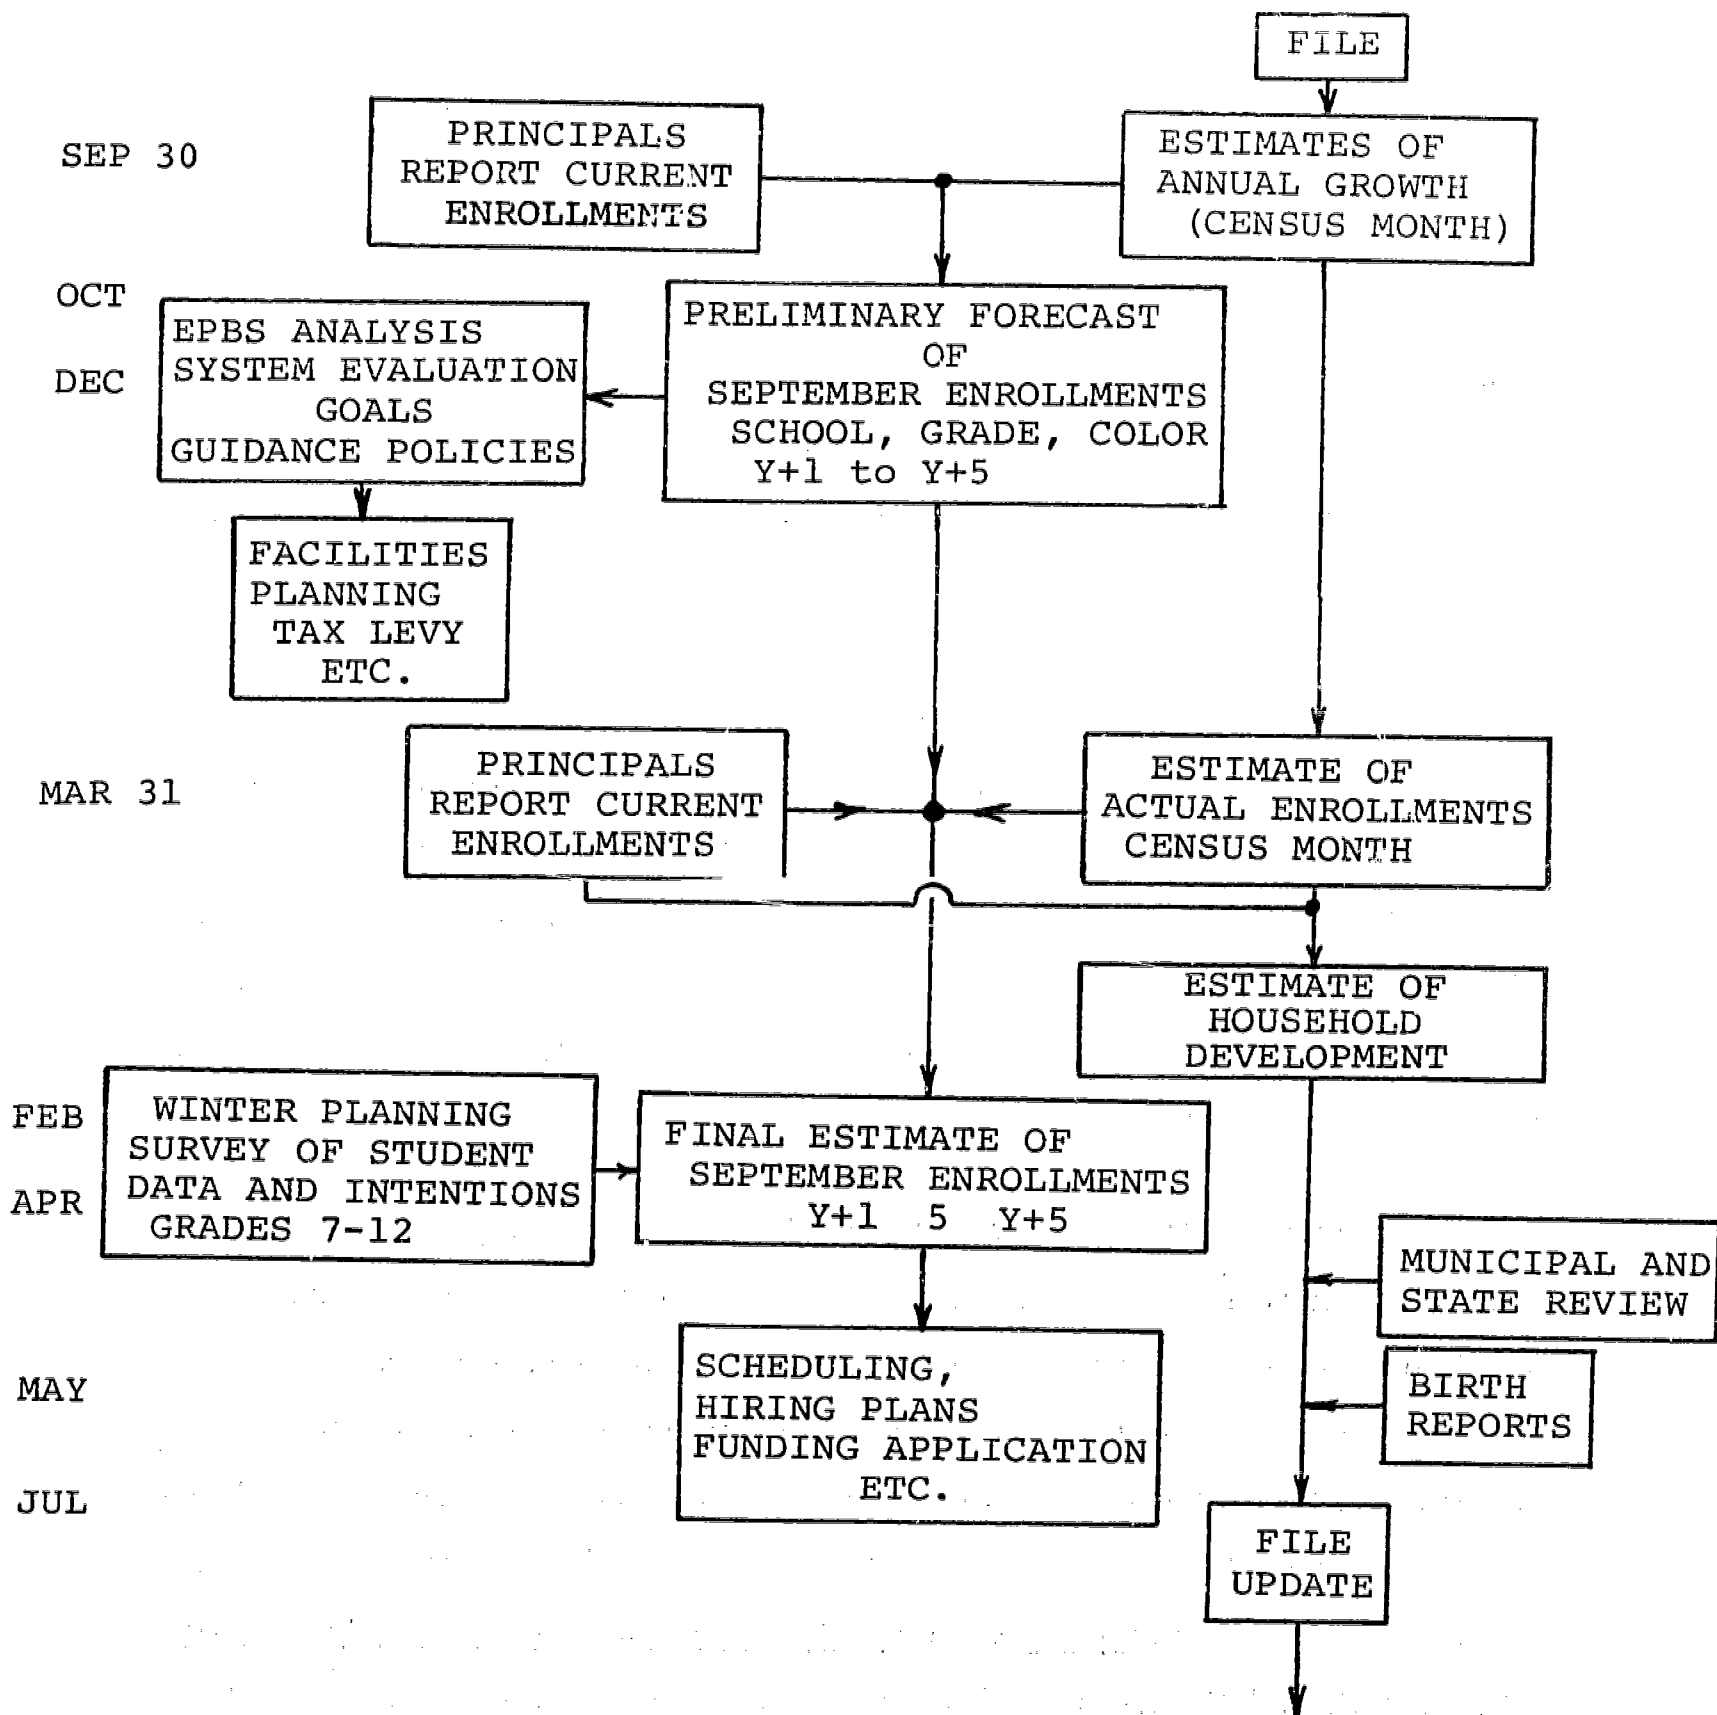 FILE
SEP 30
PRINCIPALS
REPORT CURRENT
ENROLLMENTS
ESTIMATES OF
ANNUAL GROWTH
(CENSUS MONTH)
OCT
DEC
EPBS ANALYSIS
SYSTEM EVALUATION
GOALS
GUIDANCE POLICIES
PRELIMINARY FORECAST
OF
SEPTEMBER ENROLLMENTS
SCHOOL, GRADE, COLOR
Y+1 to Y+5
FACILITIES
PLANNING
TAX LEVY
ETC.
MAR 31
PRINCIPALS
REPORT CURRENT
ENROLLMENTS
ESTIMATE OF
ACTUAL ENROLLMENTS
CENSUS MONTH
ESTIMATE OF
HOUSEHOLD
DEVELOPMENT
FEB
APR
WINTER PLANNING
SURVEY OF STUDENT
DATA AND INTENTIONS
GRADES 7-12
FINAL ESTIMATE OF
SEPTEMBER ENROLLMENTS
Y+1 5 Y+5
MUNICIPAL AND
STATE REVIEW
MAY
JUL
SCHEDULING,
HIRING PLANS
FUNDING APPLICATION
ETC.
BIRTH
REPORTS
FILE
UPDATE